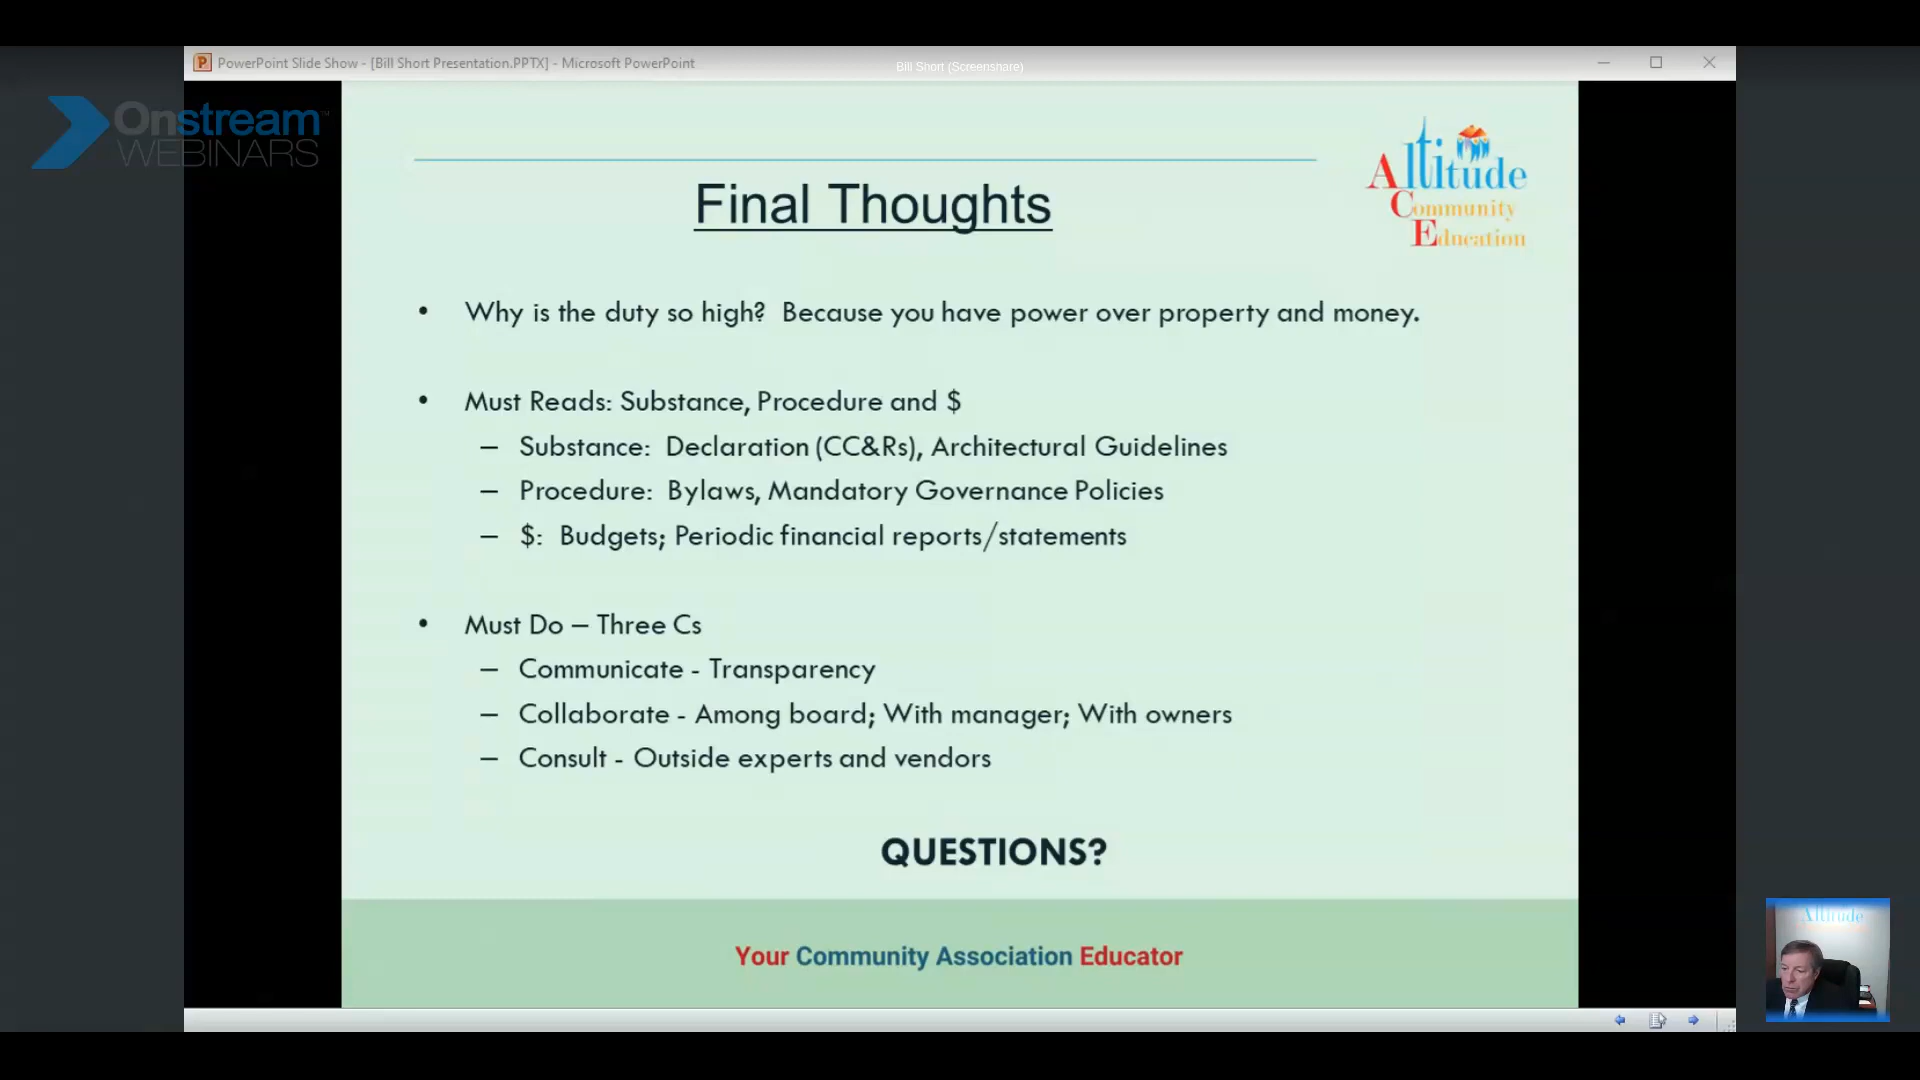 PowerPoint Slide Show - [Bill Short Presentation.PPTX] - Microsoft PowerPoint
Bill Short (Screenshare)
Onstream™
WEBINARS
Altitude
Community
Education
Final Thoughts
• Why is the duty so high? Because you have power over property and money.
• Must Reads: Substance, Procedure and $
– Substance: Declaration (CC&Rs), Architectural Guidelines
– Procedure: Bylaws, Mandatory Governance Policies
– $: Budgets; Periodic financial reports/statements
• Must Do – Three Cs
– Communicate - Transparency
– Collaborate - Among board; With manager; With owners
– Consult - Outside experts and vendors
QUESTIONS?
Your Community Association Educator
Altitude